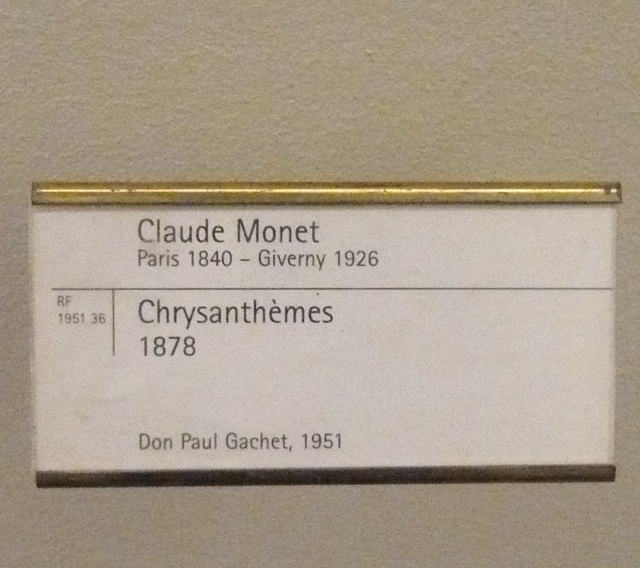 Claude Monet
Paris 1840 – Giverny 1926
RF
1951 36
Chrysanthèmes
1878
Don Paul Gachet, 1951